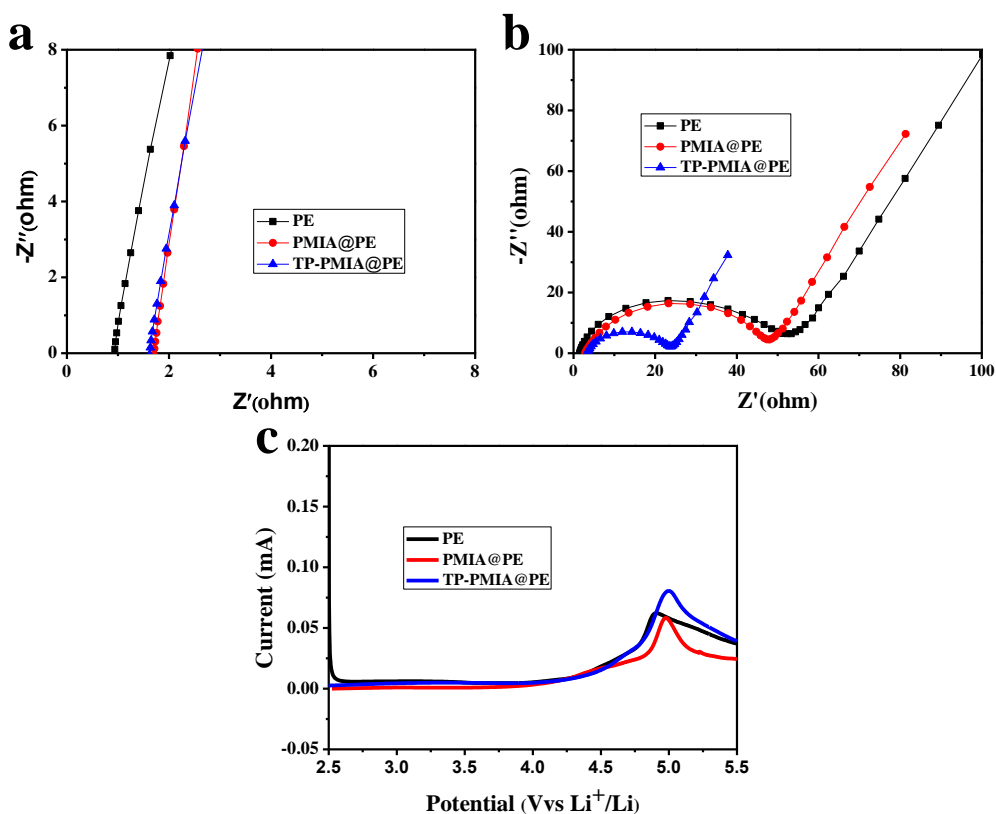 a
8
6
4
2
0
-Z''(ohm)
PE
PMIA@PE
TP-PMIA@PE
0 2 4 6 8
Z'(ohm)
b
100
80
60
40
20
0
-Z''(ohm)
PE
PMIA@PE
TP-PMIA@PE
0 20 40 60 80 100
Z'(ohm)
c
0.20
0.15
0.10
0.05
0.00
-0.05
Current (mA)
PE
PMIA@PE
TP-PMIA@PE
2.5 3.0 3.5 4.0 4.5 5.0 5.5
Potential (Vvs Li⁺/Li)